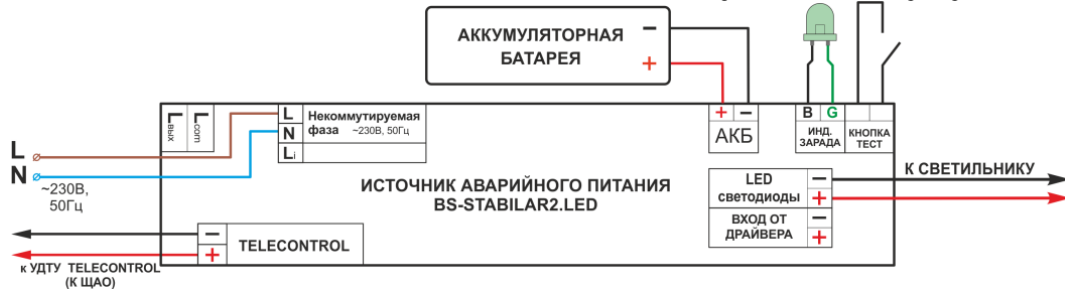 АККУМУЛЯТОРНАЯ
БАТАРЕЯ
−
+
Lвых
Lcom
L
N
Li
Некоммутируемая
фаза ~230В, 50Гц
+ −
АКБ
B G
ИНД.
ЗАРАДА
КНОПКА
ТЕСТ
L
N
~230В,
50Гц
ИСТОЧНИК АВАРИЙНОГО ПИТАНИЯ
BS-STABILAR2.LED
LED
светодиоды
−
+
К СВЕТИЛЬНИКУ
ВХОД ОТ
ДРАЙВЕРА
−
+
−
+
TELECONTROL
к УДТУ TELECONTROL
(К ЩАО)